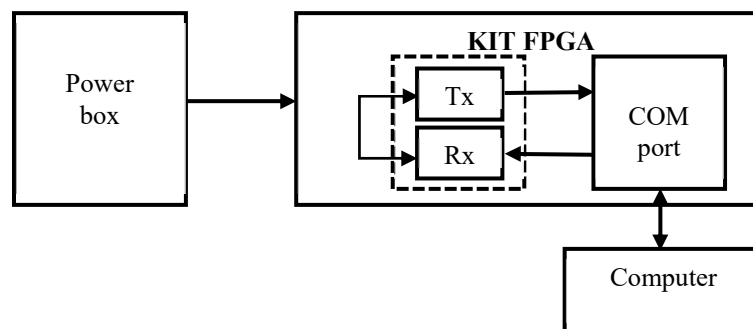 KIT FPGA
Power
box
Tx
Rx
COM
port
Computer